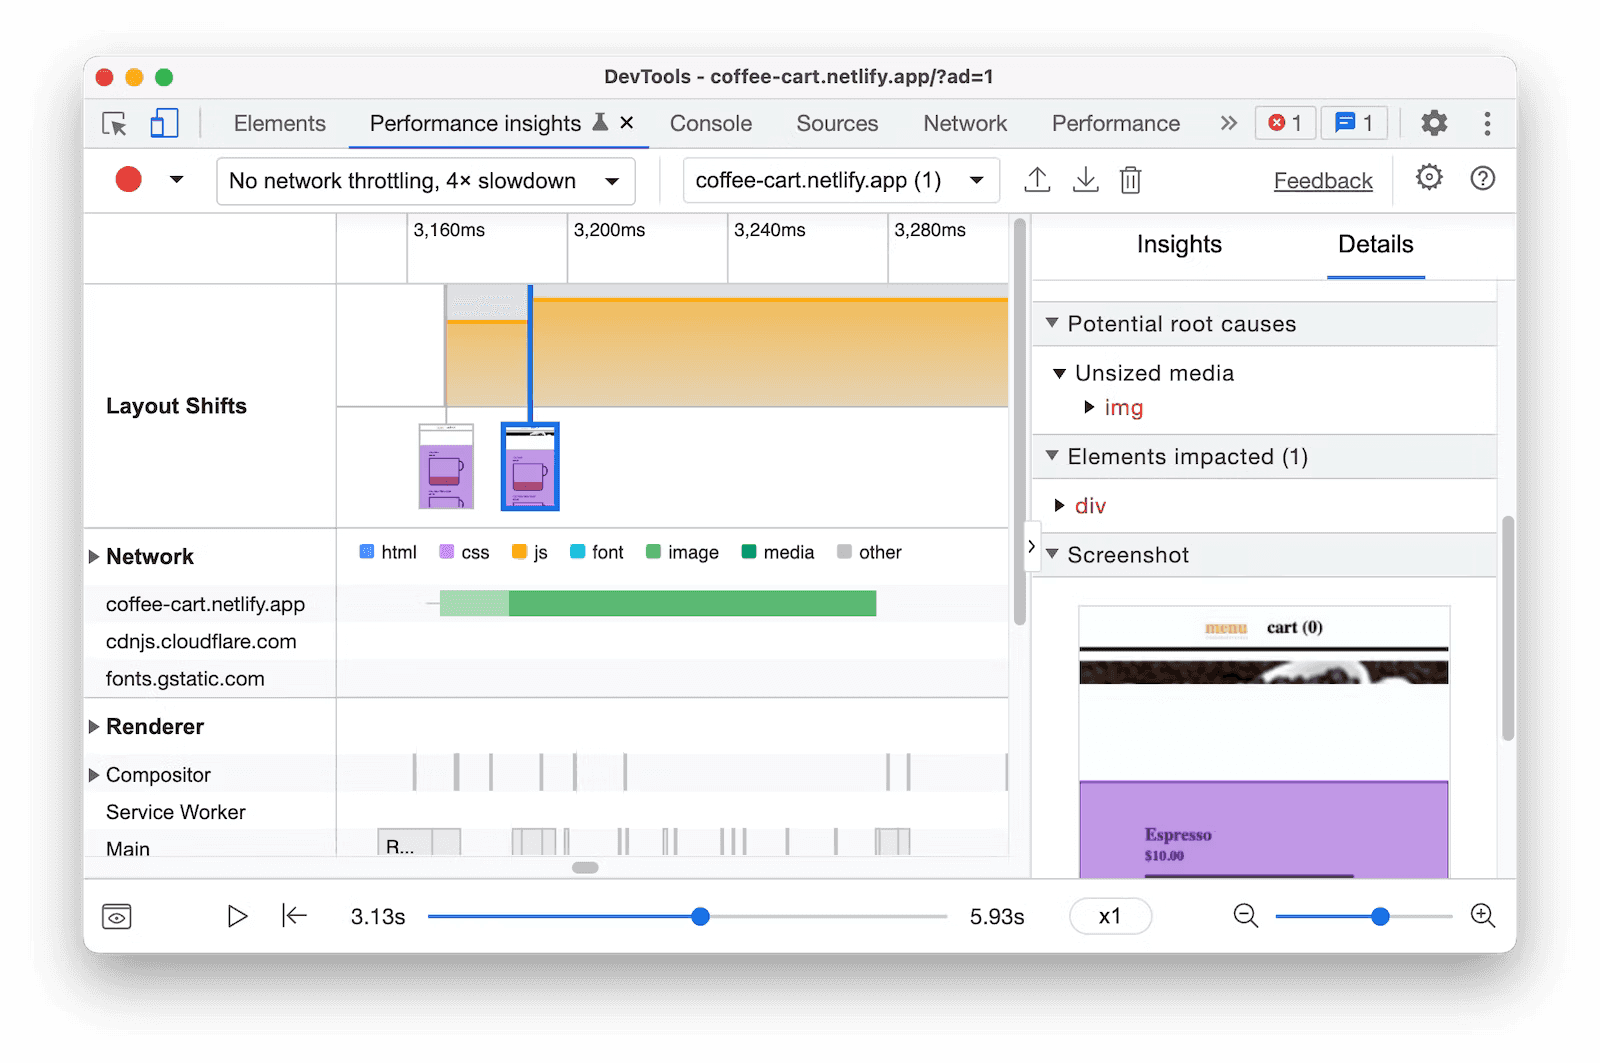 DevTools - coffee-cart.netlify.app/?ad=1
Elements Performance insights Console Sources Network Performance 1 1
No network throttling, 4× slowdown coffee-cart.netlify.app (1) Feedback
3,160ms 3,200ms 3,240ms 3,280ms
Layout Shifts
Network html css js font image media other
coffee-cart.netlify.app
cdnjs.cloudflare.com
fonts.gstatic.com
Renderer
Compositor
Service Worker
Main R...
Insights Details
Potential root causes
Unsized media
img
Elements impacted (1)
div
Screenshot
menu cart (0)
Espresso
$10.00
3.13s 5.93s x1